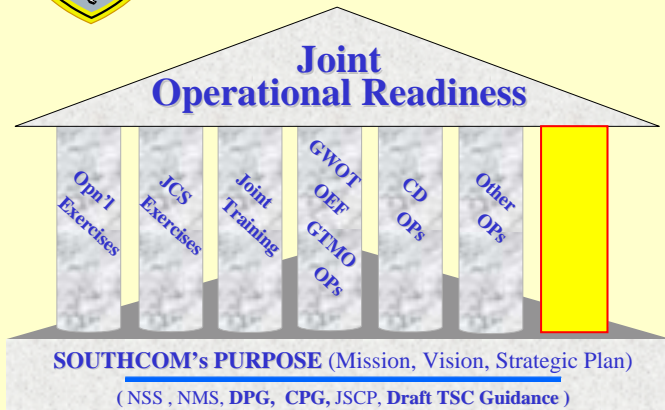 Joint
Operational Readiness
Opn'l
Exercises
JCS
Exercises
Joint
Training
GWOT
OEF
GTMO
OPs
CD
OPs
Other
OPs
SOUTHCOM's PURPOSE (Mission, Vision, Strategic Plan)
( NSS , NMS, DPG, CPG, JSCP, Draft TSC Guidance )